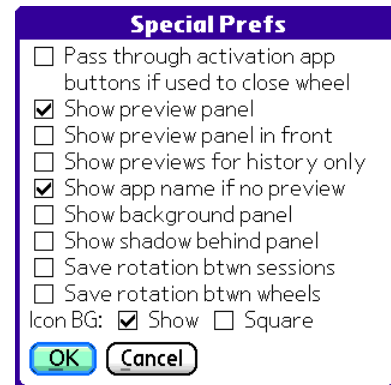 Special Prefs
Pass through activation app
buttons if used to close wheel
Show preview panel
Show preview panel in front
Show previews for history only
Show app name if no preview
Show background panel
Show shadow behind panel
Save rotation btwn sessions
Save rotation btwn wheels
Icon BG: Show Square
OK Cancel